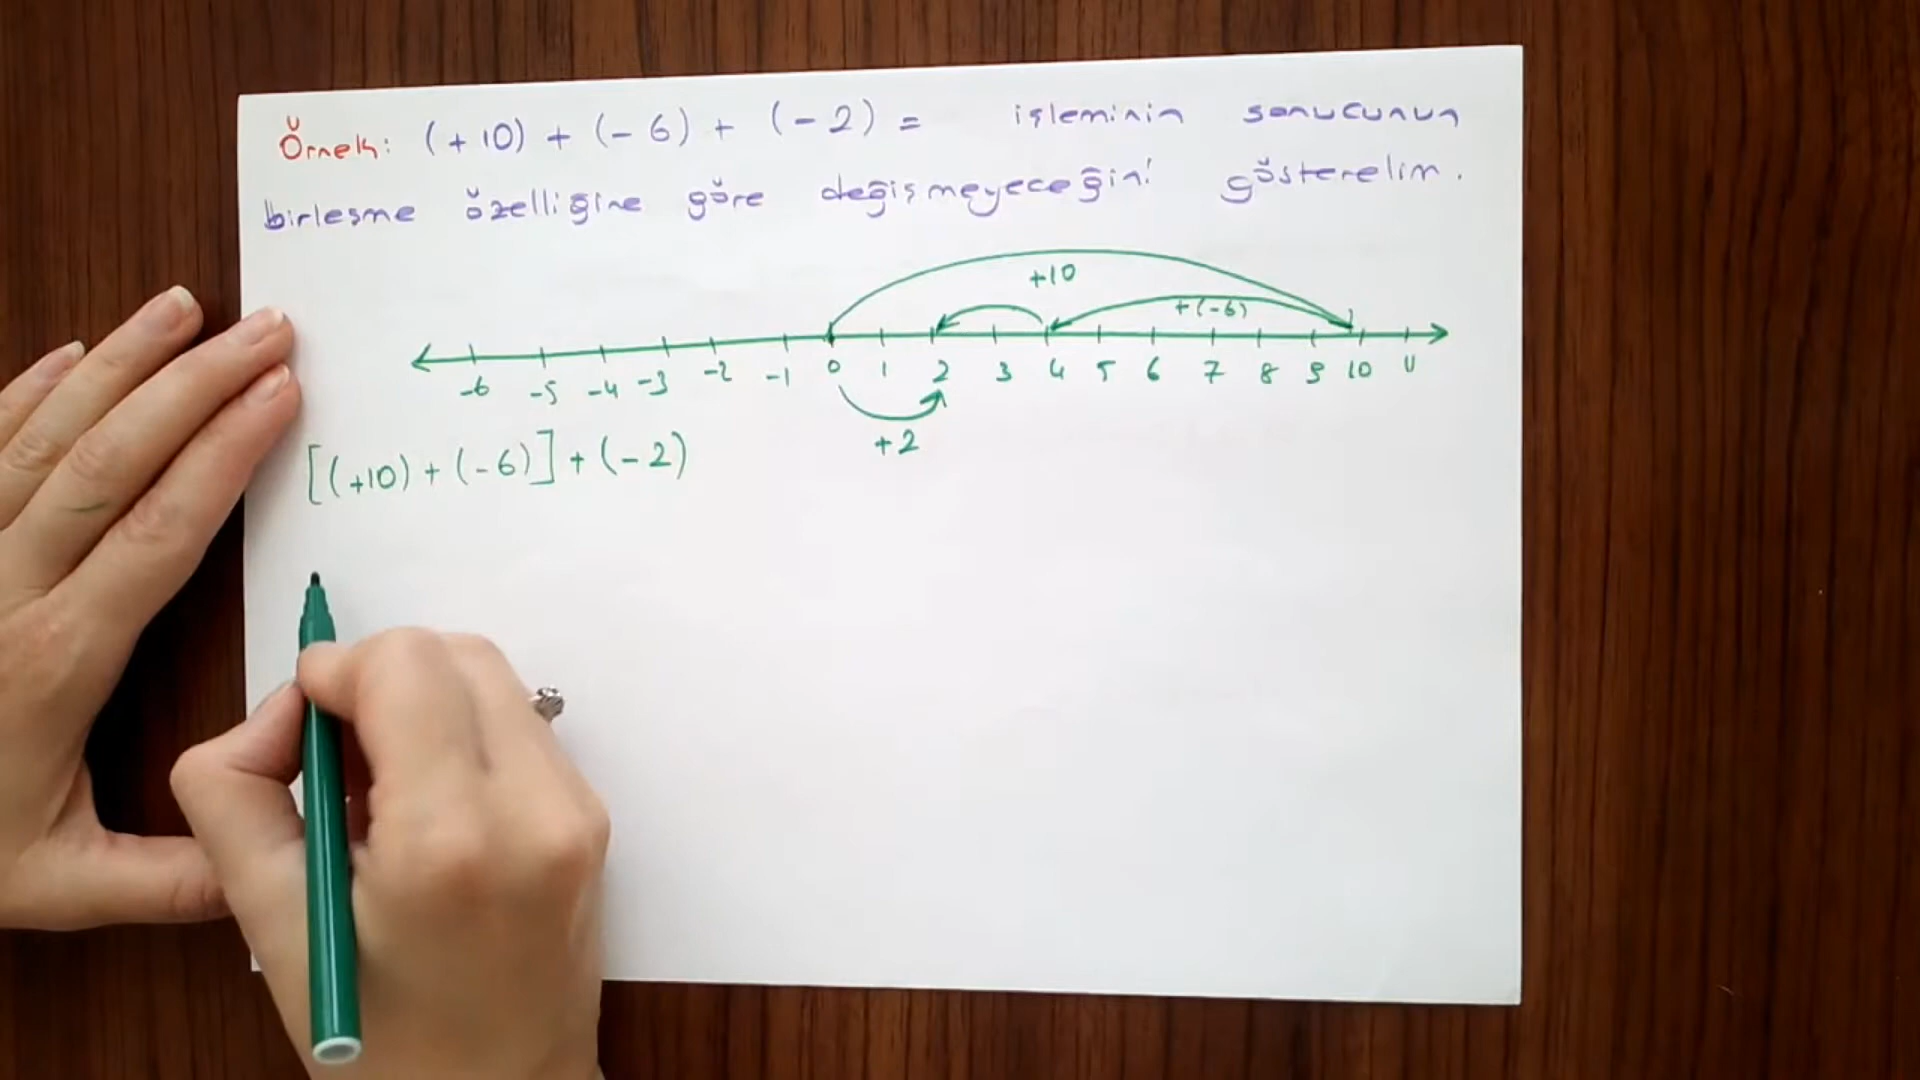 Örnek: (+10) + (-6) + (-2) = işleminin sonucunun
birleşme özelliğine göre değişmeyeceğini gösterelim.
+10
+(-6)
-6 -5 -4 -3 -2 -1 0 1 2 3 4 5 6 7 8 9 10 11
+2
[(+10) + (-6)] + (-2)